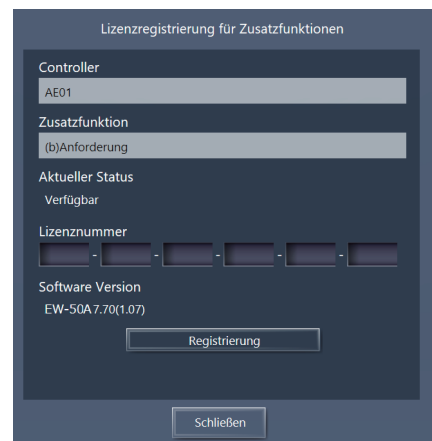 Lizenzregistrierung für Zusatzfunktionen
Controller
AE01
Zusatzfunktion
(b)Anforderung
Aktueller Status
Verfügbar
Lizenznummer
- - - - -
Software Version
EW-50A 7.70(1.07)
Registrierung
Schließen